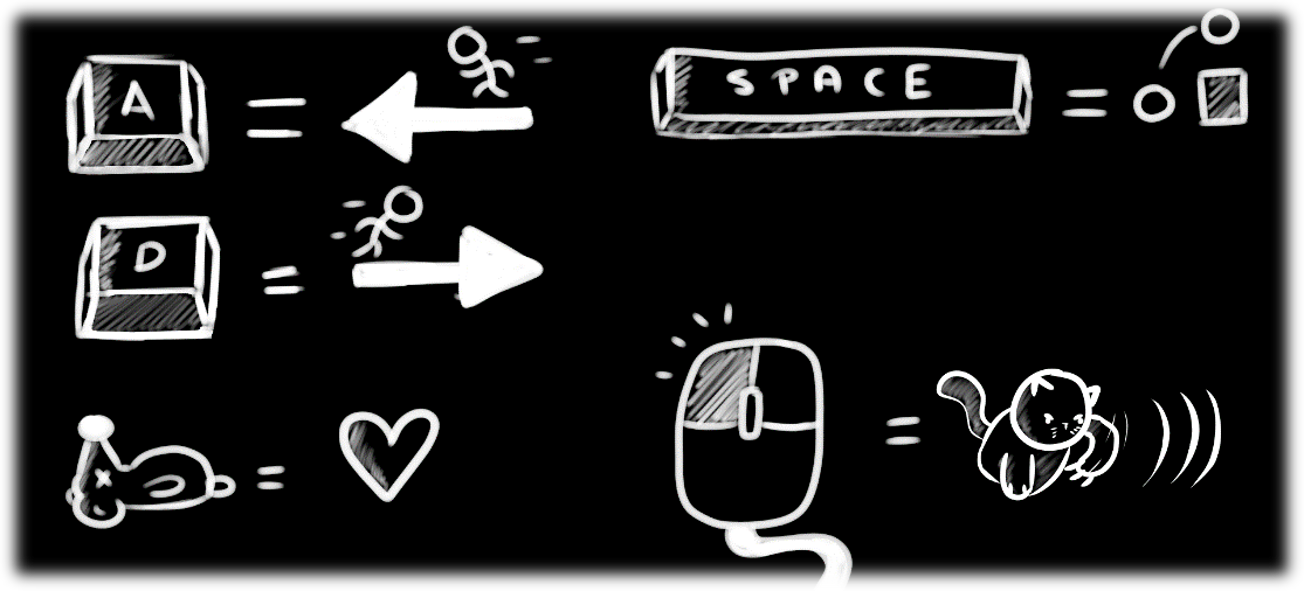 A =
SPACE =
D =
=
=